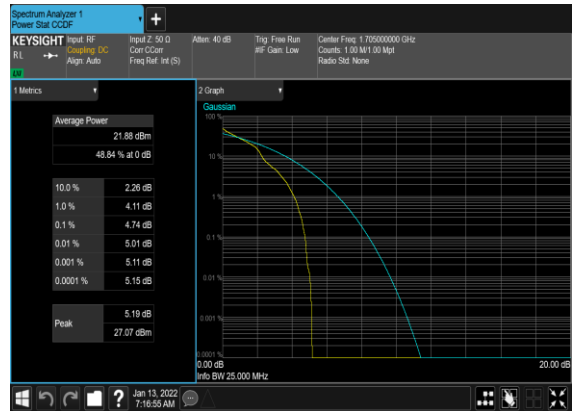 Spectrum Analyzer 1
Power Stat CCDF
KEYSIGHT
RL
LV
Input: RF
Coupling: DC
Align: Auto
Input Z: 50 Ω
Corr CCorr
Freq Ref: Int (S)
Atten: 40 dB
Trig: Free Run
#IF Gain: Low
Center Freq: 1.705000000 GHz
Counts: 1.00 M/1.00 Mpt
Radio Std: None
1 Metrics
Average Power
21.88 dBm
48.84 % at 0 dB
10.0 % 2.26 dB
1.0 % 4.11 dB
0.1 % 4.74 dB
0.01 % 5.01 dB
0.001 % 5.11 dB
0.0001 % 5.15 dB
Peak
5.19 dB
27.07 dBm
2 Graph
Gaussian
100 %
10 %
1 %
0.1 %
0.01 %
0.001 %
0.0001 %
0.00 dB 20.00 dB
Info BW 25.000 MHz
?
Jan 13, 2022
7:16:55 AM